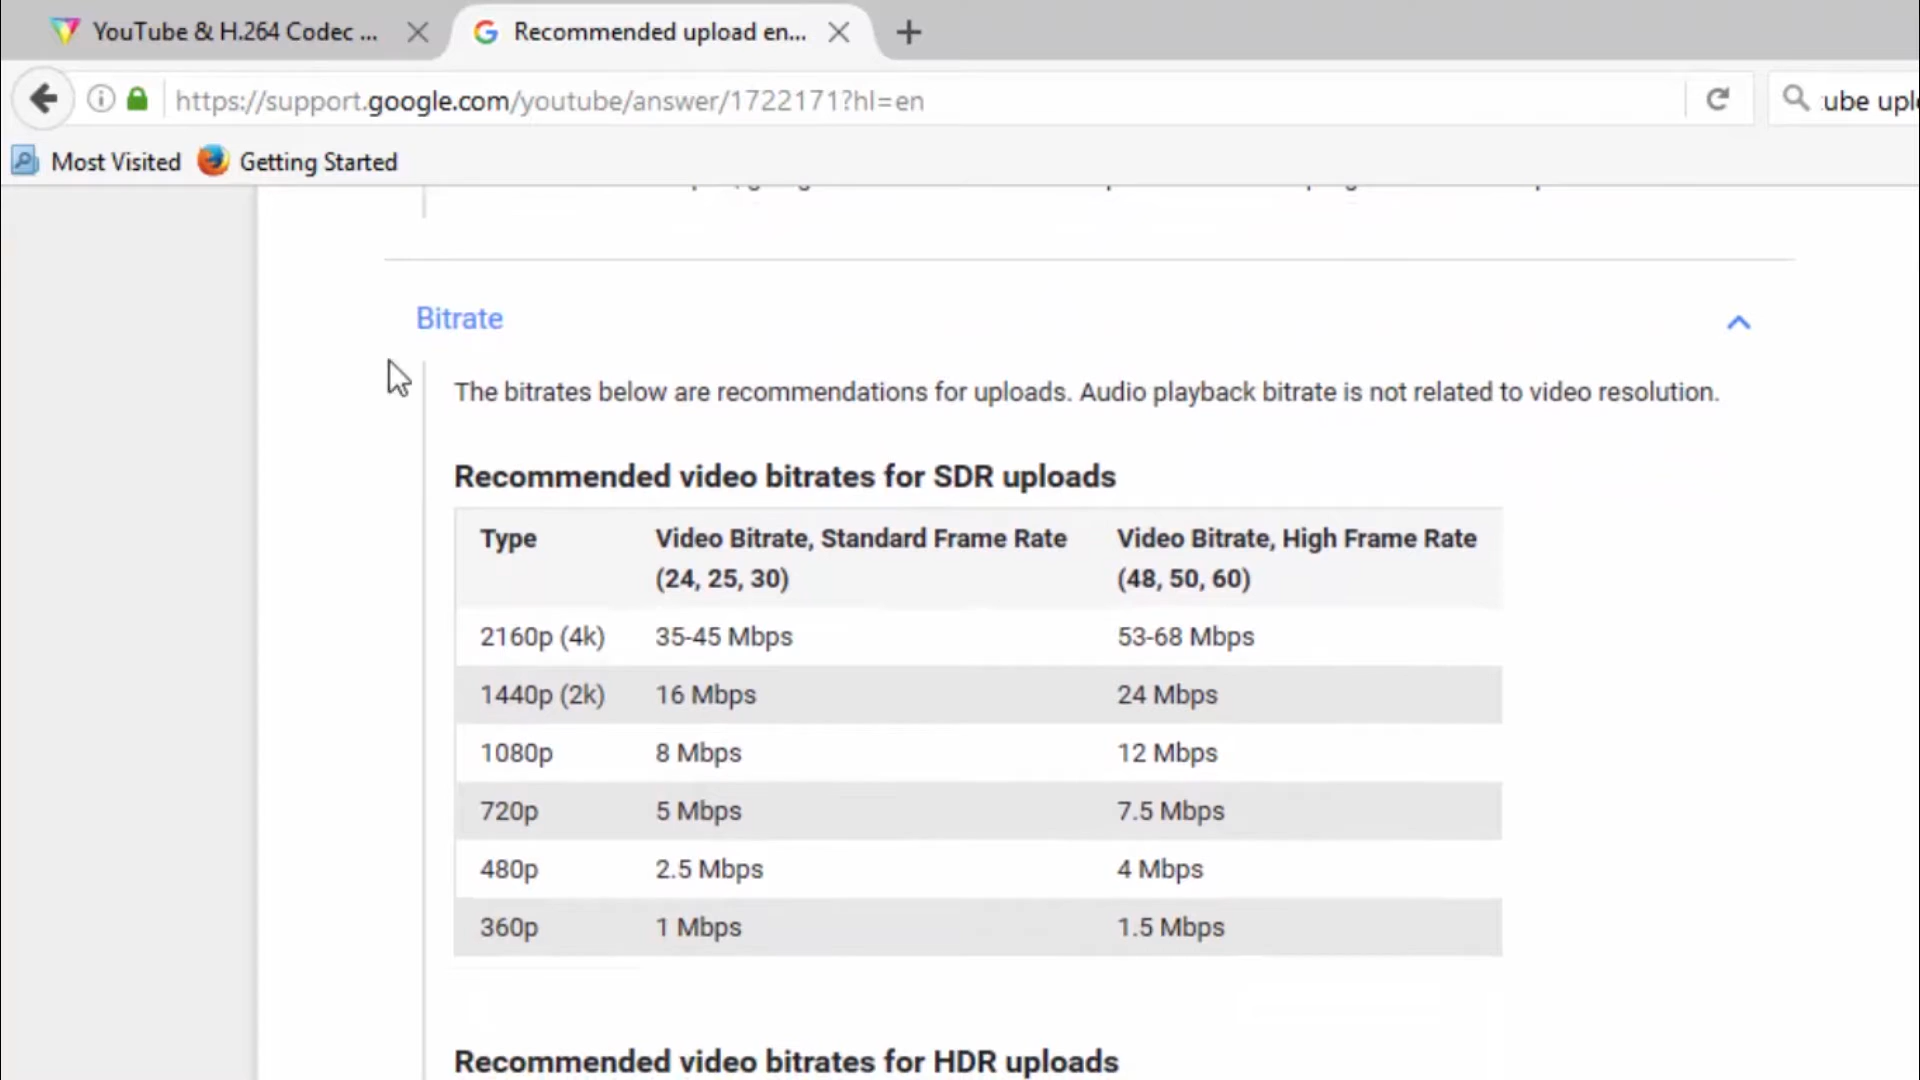 YouTube & H.264 Codec ...
Recommended upload en...
https://support.google.com/youtube/answer/1722171?hl=en
Most Visited
Getting Started
Bitrate
The bitrates below are recommendations for uploads. Audio playback bitrate is not related to video resolution.
Recommended video bitrates for SDR uploads
Type Video Bitrate, Standard Frame Rate (24, 25, 30) Video Bitrate, High Frame Rate (48, 50, 60)
2160p (4k) 35-45 Mbps 53-68 Mbps
1440p (2k) 16 Mbps 24 Mbps
1080p 8 Mbps 12 Mbps
720p 5 Mbps 7.5 Mbps
480p 2.5 Mbps 4 Mbps
360p 1 Mbps 1.5 Mbps
Recommended video bitrates for HDR uploads